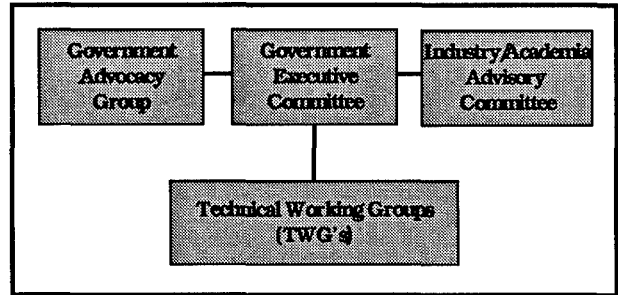 Government
Advocacy
Group
Government
Executive
Committee
Industry/Academia
Advisory
Committee
Technical Working Groups
(TWG's)